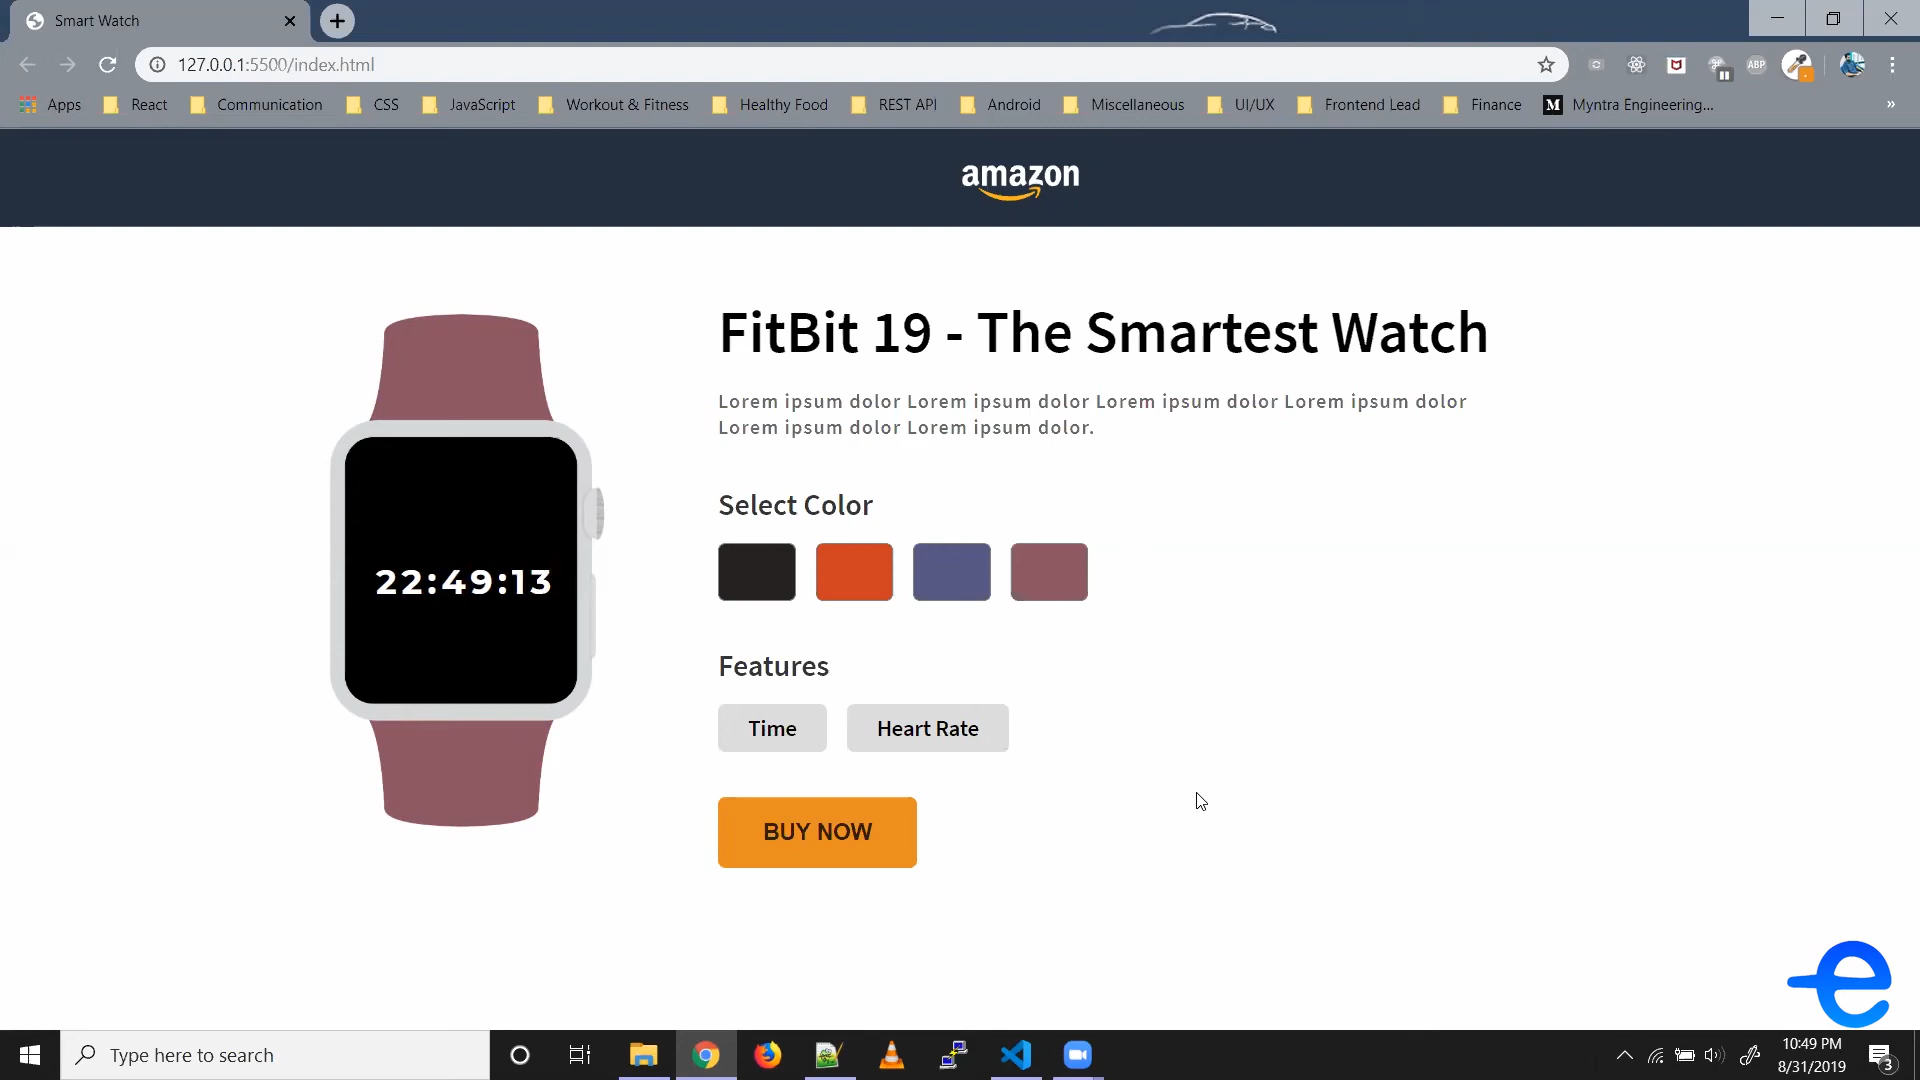 Smart Watch
127.0.0.1:5500/index.html
Apps React Communication CSS JavaScript Workout & Fitness Healthy Food REST API Android Miscellaneous UI/UX Frontend Lead Finance M Myntra Engineering... »
ABP
amazon
FitBit 19 - The Smartest Watch
Lorem ipsum dolor Lorem ipsum dolor Lorem ipsum dolor Lorem ipsum dolor
Lorem ipsum dolor Lorem ipsum dolor.
Select Color
22:49:13
Features
Time Heart Rate
BUY NOW
e
Type here to search
10:49 PM
8/31/2019
3